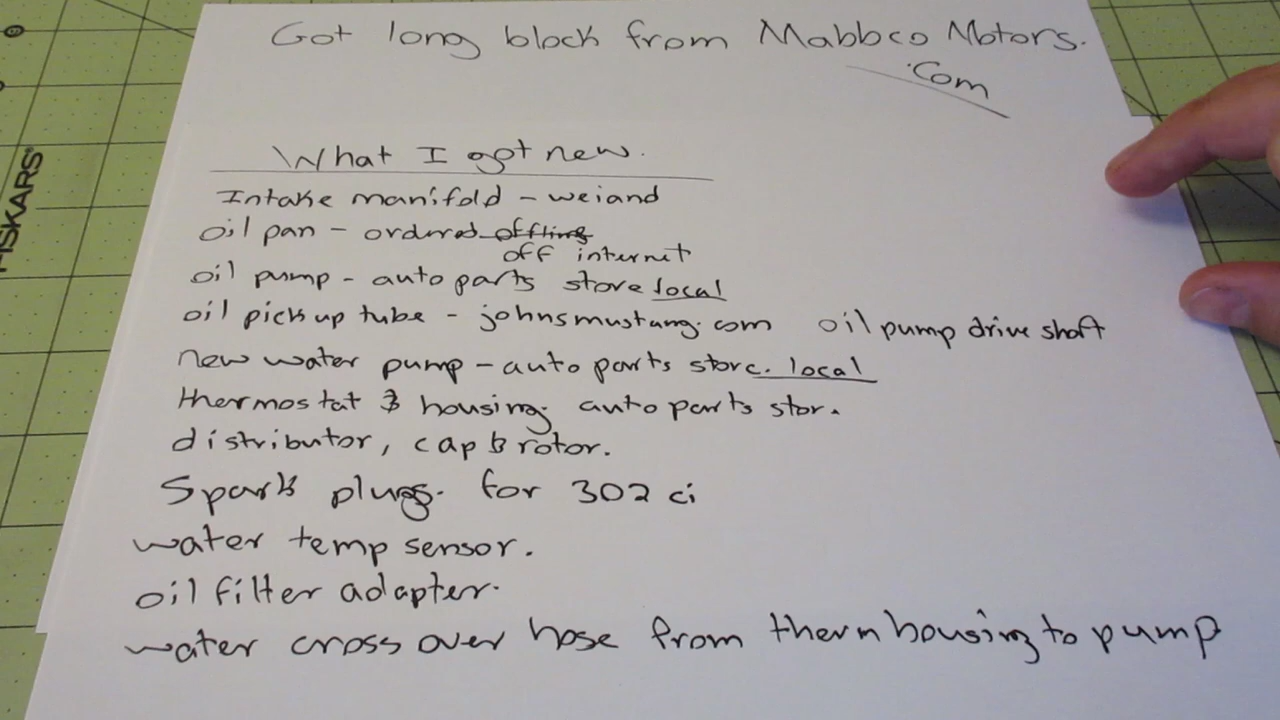 Got long block from Mabbco Motors.
.Com
FISKARS
What I got new.
Intake manifold - weiand
oil pan - ordered offline
off internet
oil pump - auto parts store local
oil pick up tube - johnsmustang.com oil pump drive shaft
new water pump - auto parts store. local
thermostat & housing. auto parts stor.
distributor, cap & rotor.
Spark plugs. for 302 ci
water temp sensor.
oil filter adapter.
water cross over hose from therm housing to pump